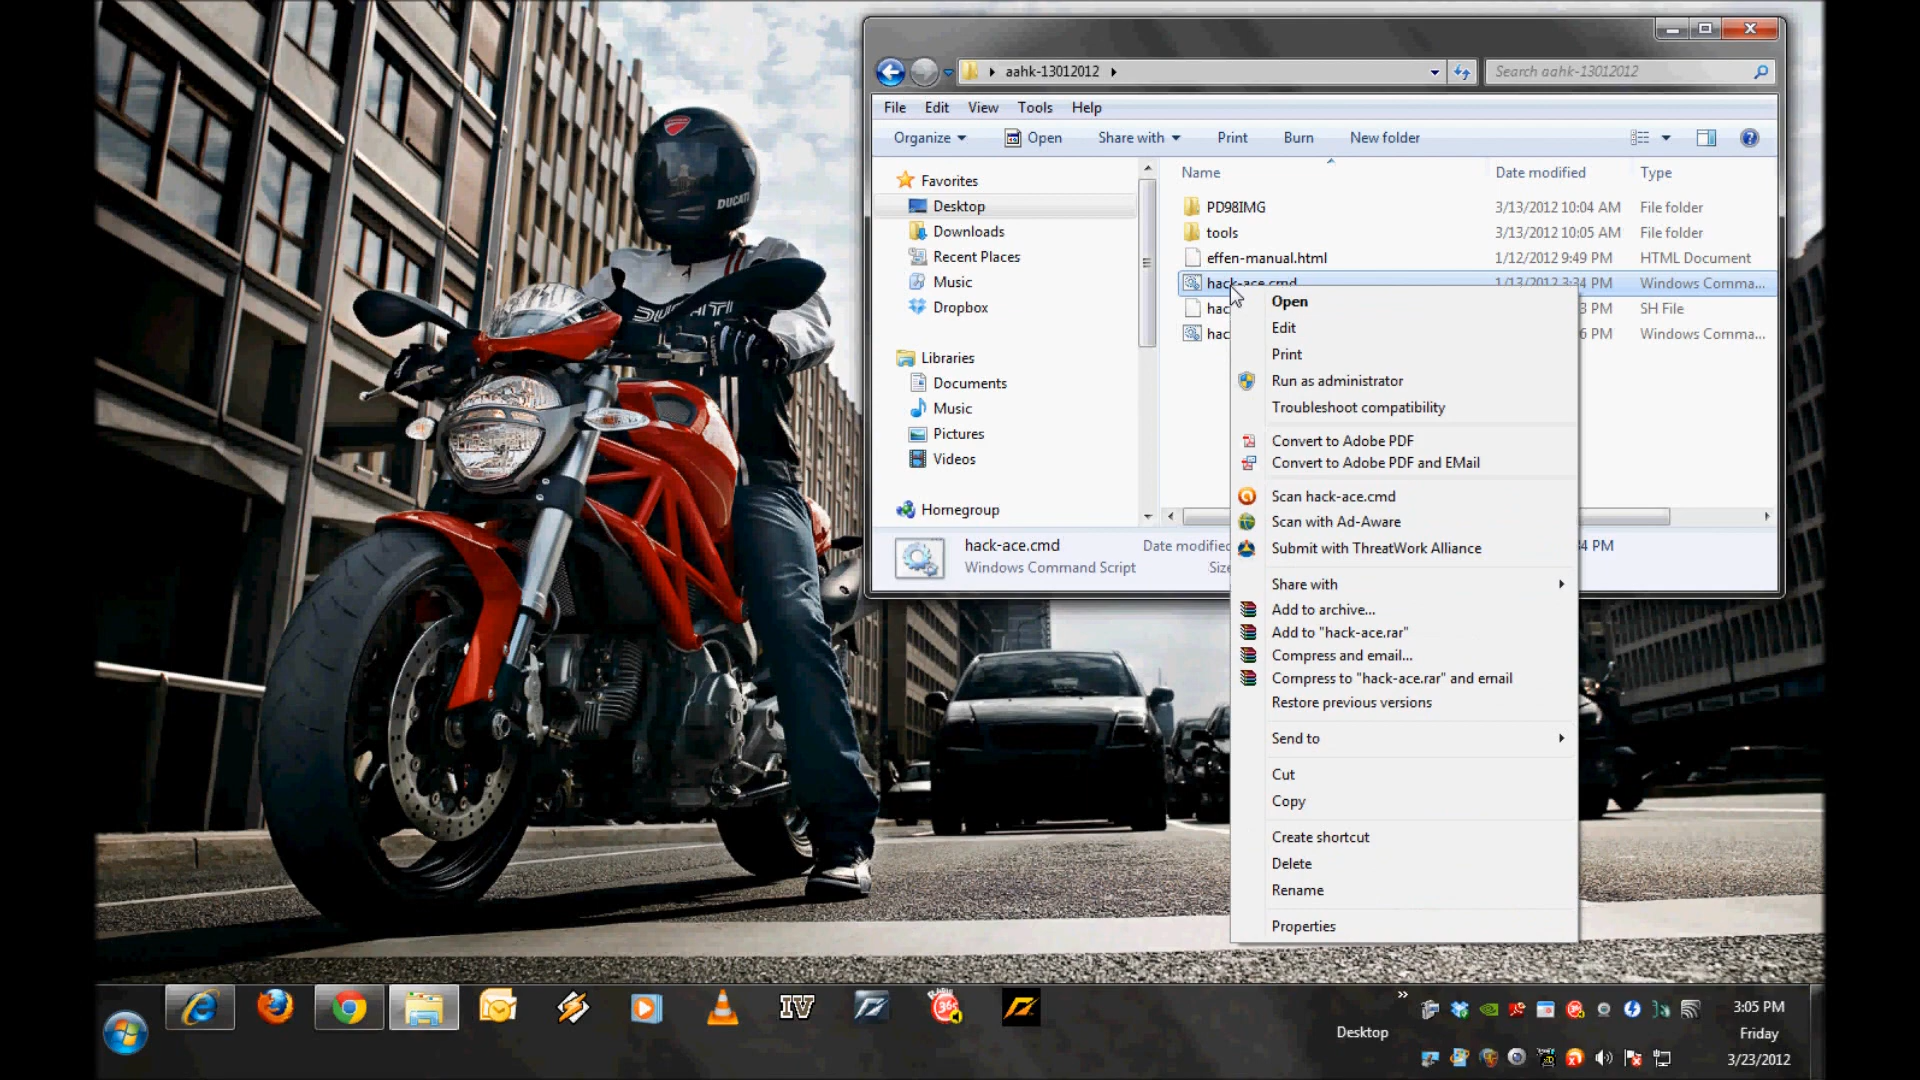 aahk-13012012
Search aahk-13012012
File Edit View Tools Help
Organize Open Share with Print Burn New folder
Name Date modified Type
Favorites
Desktop
Downloads
Recent Places
Music
Dropbox
Libraries
Documents
Music
Pictures
Videos
Homegroup
PD98IMG 3/13/2012 10:04 AM File folder
tools 3/13/2012 10:05 AM File folder
effen-manual.html 1/12/2012 9:49 PM HTML Document
hack-ace.cmd 1/13/2012 3:34 PM Windows Comma...
hac PM SH File
hac PM Windows Comma...
Open
Edit
Print
Run as administrator
Troubleshoot compatibility
Convert to Adobe PDF
Convert to Adobe PDF and EMail
Scan hack-ace.cmd
Scan with Ad-Aware
Submit with ThreatWork Alliance
Share with
Add to archive...
Add to "hack-ace.rar"
Compress and email...
Compress to "hack-ace.rar" and email
Restore previous versions
Send to
Cut
Copy
Create shortcut
Delete
Rename
Properties
hack-ace.cmd Date modified 4 PM
Windows Command Script Size
DUCATI
DUCATI
IV
Desktop
3:05 PM
Friday
3/23/2012